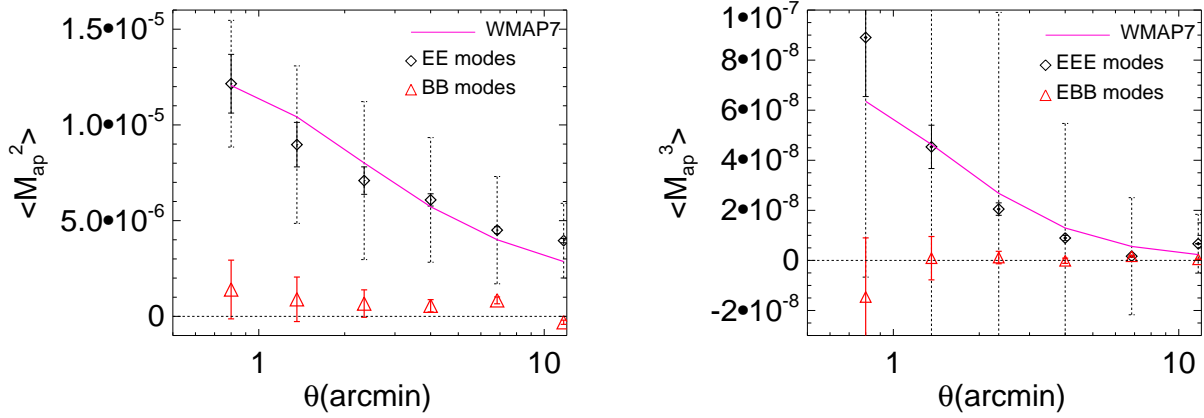 <M_ap^2>
1.5•10^-5
1.0•10^-5
5.0•10^-6
0
WMAP7
EE modes
BB modes
1
10
θ(arcmin)
<M_ap^3>
1•10^-7
8•10^-8
6•10^-8
4•10^-8
2•10^-8
0
-2•10^-8
WMAP7
EEE modes
EBB modes
1
10
θ(arcmin)